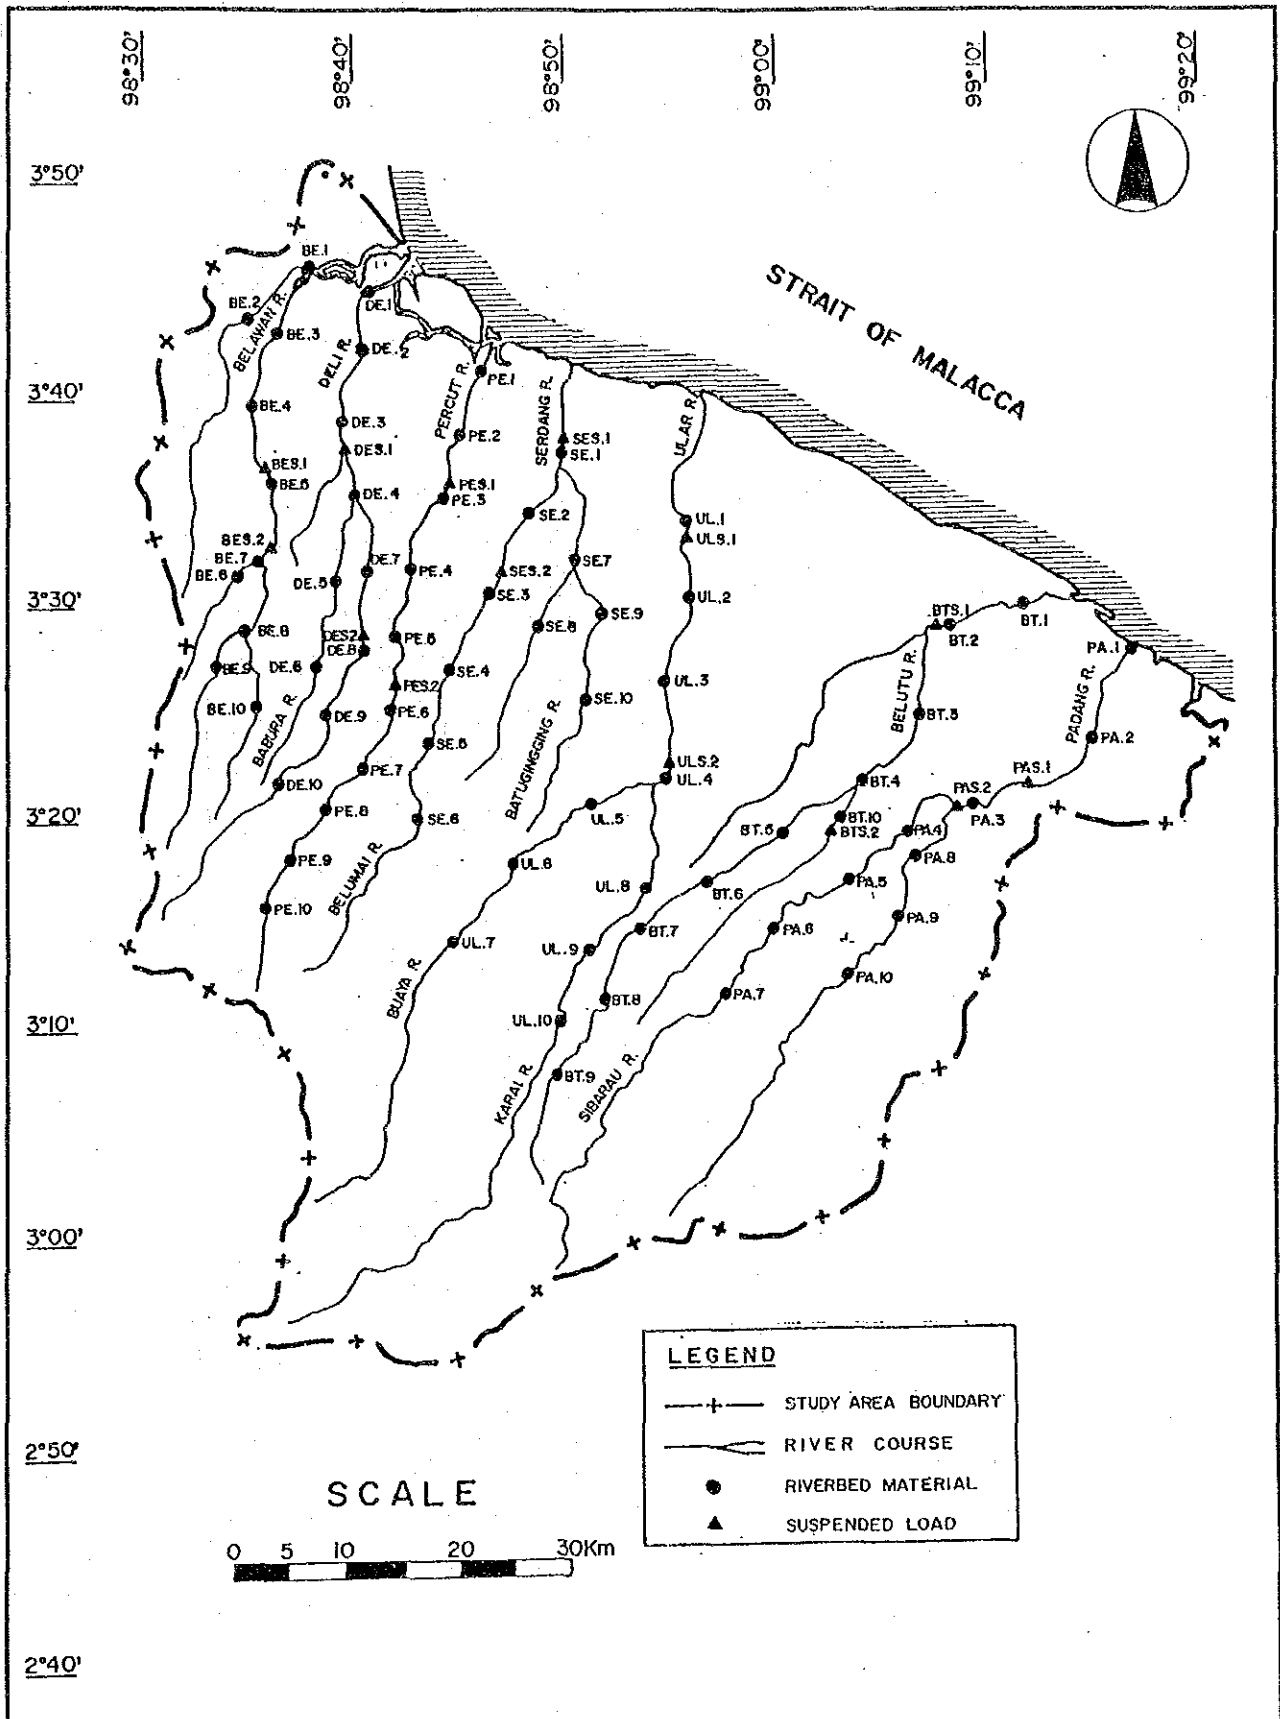 98°30'
98°40'
98°50'
99°00'
99°10'
99°20'
3°50'
3°40'
3°30'
3°20'
3°10'
3°00'
2°50'
2°40'
STRAIT OF MALACCA
BE.1
BE.2
BELAWAN R.
BE.3
BE.4
BES.1
BE.5
BES.2
BE.7
BE.6
BE.8
BE.9
BE.10
DE.1
DELI R.
DE.2
DE.3
DES.1
DE.4
DE.7
DE.5
DES.2
DE.8
DE.6
DE.9
BABURA R.
DE.10
PERCUT R.
PE.1
PE.2
PES.1
PE.3
PE.4
PE.5
PES.2
PE.6
PE.7
PE.8
PE.9
PE.10
SERDANG R.
SES.1
SE.1
SE.2
SE.7
SES.2
SE.3
SE.9
SE.8
SE.4
SE.10
SE.5
BATUGINGGING R.
SE.6
BELUMAI R.
ULAR R.
UL.1
ULS.1
UL.2
UL.3
ULS.2
UL.4
UL.5
UL.6
UL.8
UL.7
UL.9
BUAYA R.
UL.10
KARAI R.
BTS.1
BT.1
BT.2
BELUTU R.
BT.3
BT.4
BT.10
BTS.2
BT.5
BT.6
BT.7
BT.8
BT.9
SIBARAU R.
PA.1
PADANG R.
PA.2
PAS.1
PAS.2
PA.3
PA.4
PA.8
PA.5
PA.9
PA.6
PA.10
PA.7
LEGEND
STUDY AREA BOUNDARY
RIVER COURSE
RIVERBED MATERIAL
SUSPENDED LOAD
SCALE
0 5 10 20 30Km